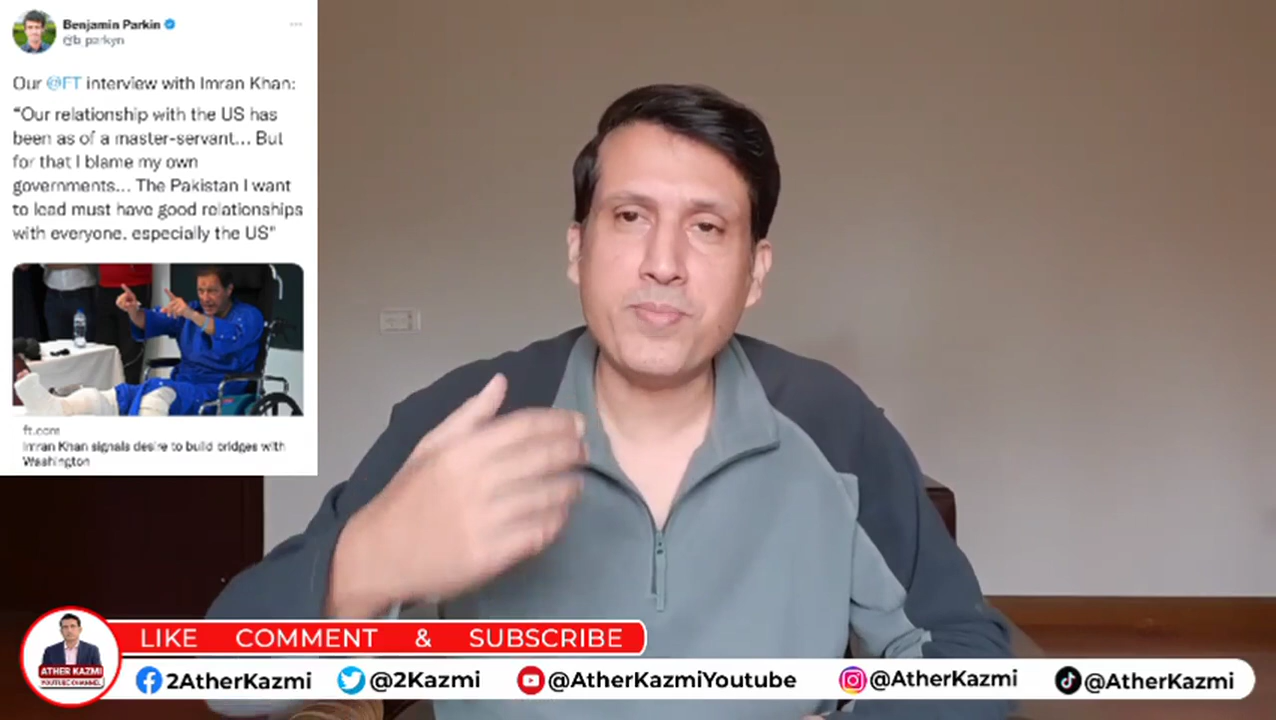 Benjamin Parkin
@b_parkyn
Our @FT interview with Imran Khan:
"Our relationship with the US has
been as of a master-servant... But
for that I blame my own
governments... The Pakistan I want
to lead must have good relationships
with everyone, especially the US"
ft.com
Imran Khan signals desire to build bridges with
Washington
LIKE COMMENT & SUBSCRIBE
ATHER KAZMI
YOUTUBE CHANNEL
2AtherKazmi @2Kazmi @AtherKazmiYoutube @AtherKazmi @AtherKazmi